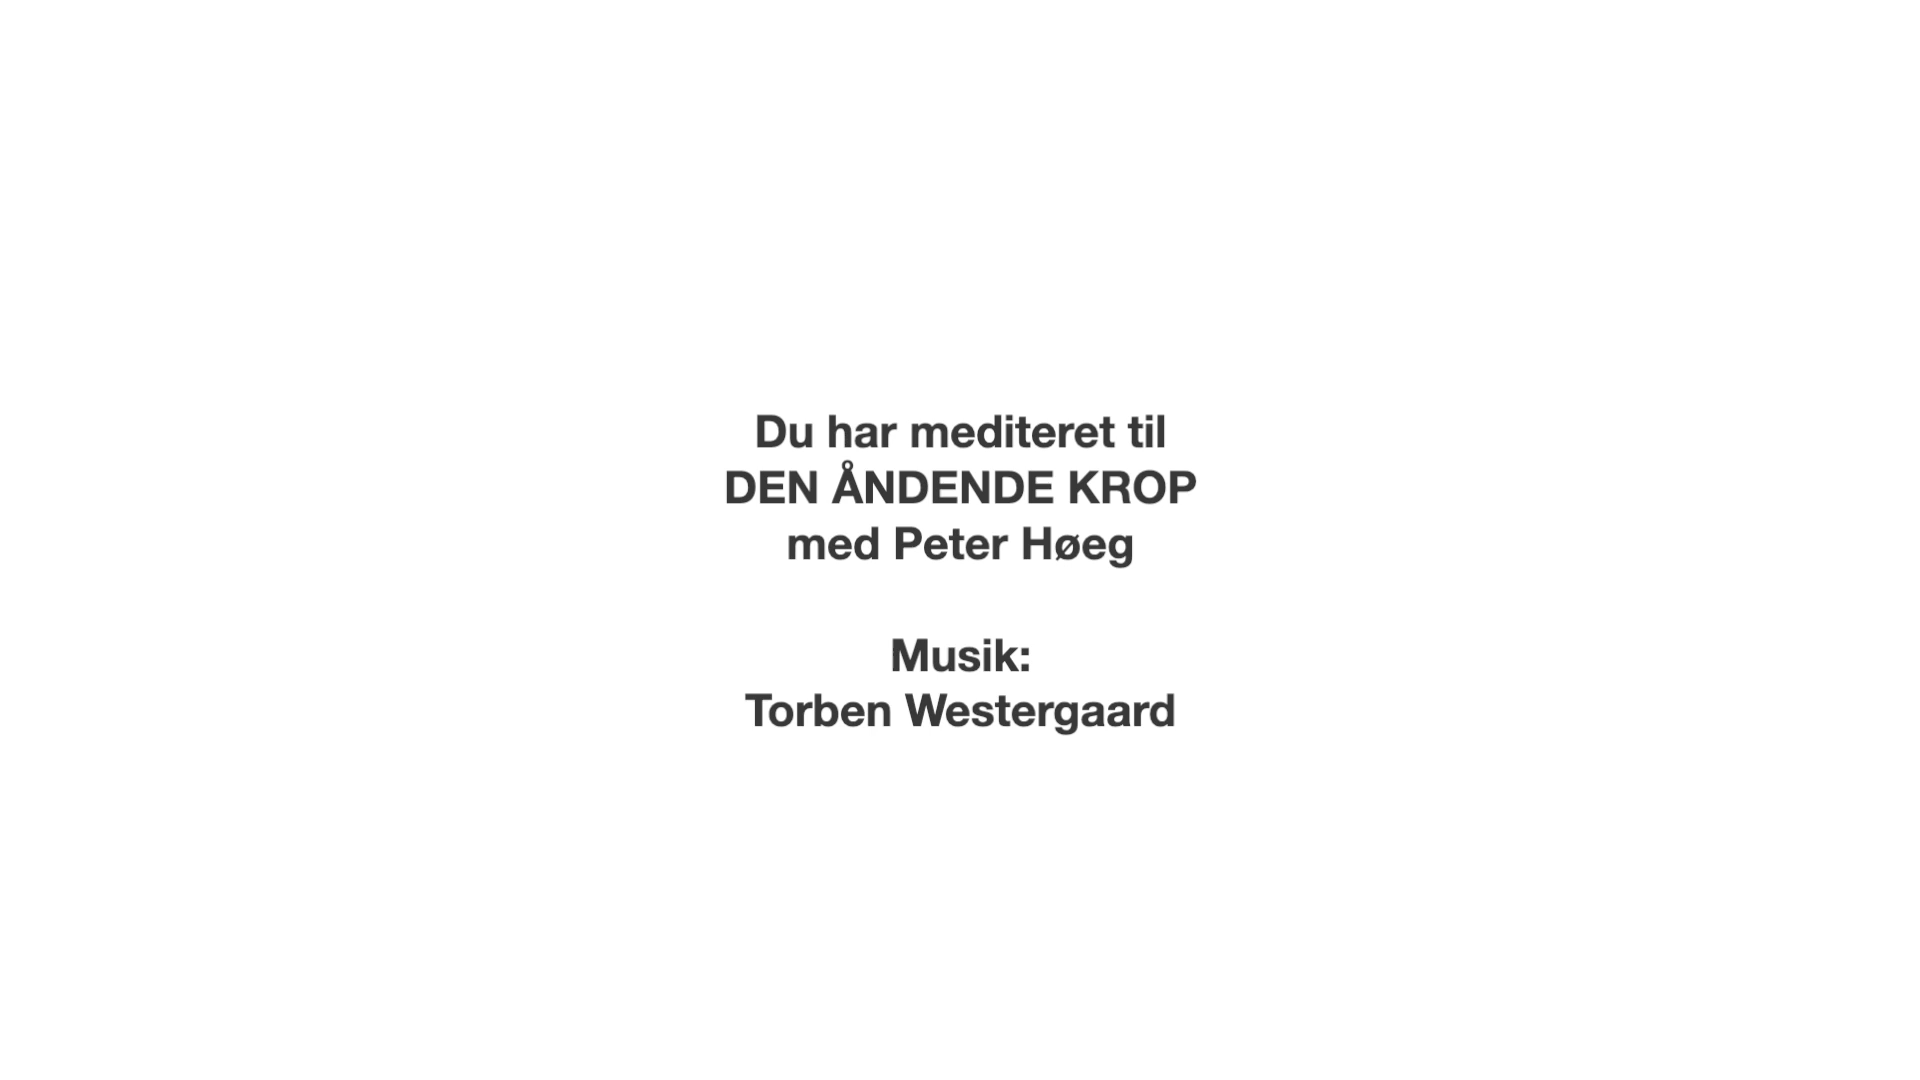 Du har mediteret til
DEN ÅNDENDE KROP
med Peter Høeg
Musik:
Torben Westergaard